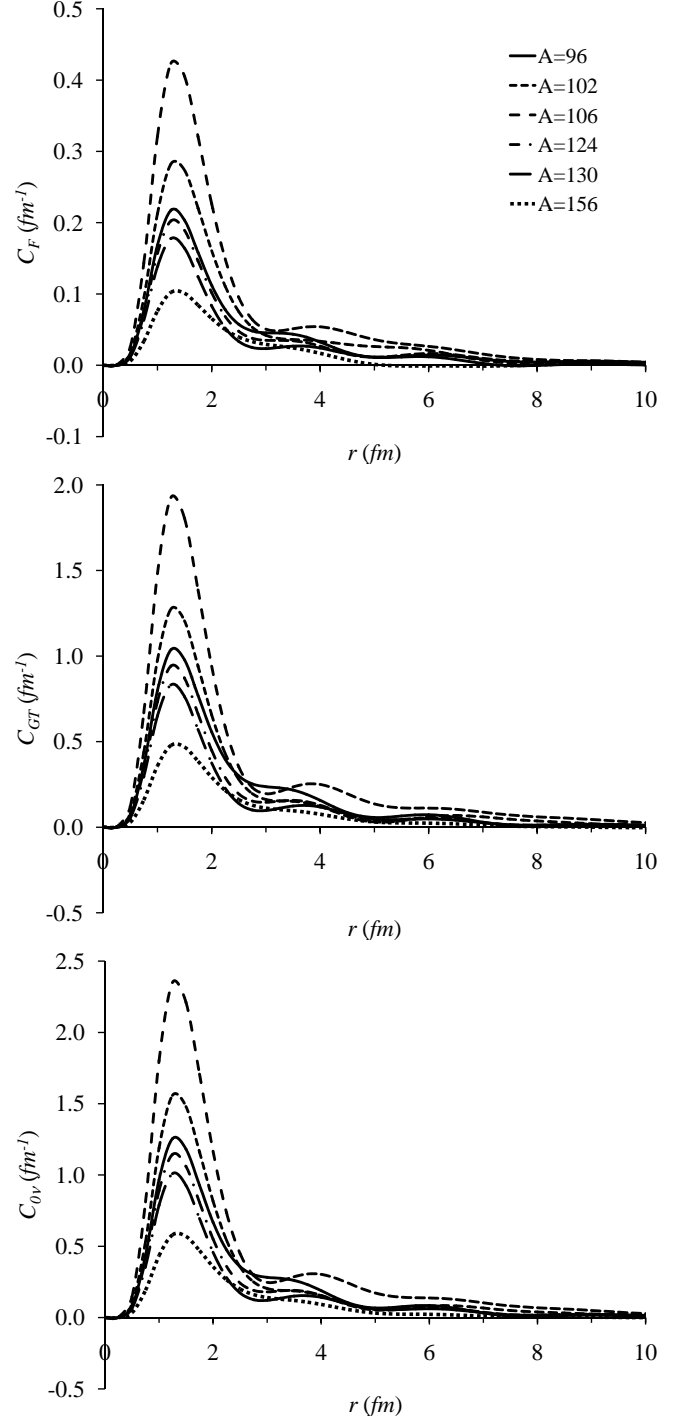 0.5
0.4
0.3
0.2
0.1
0.0
-0.1
C_F (fm^-1)
A=96
A=102
A=106
A=124
A=130
A=156
0 2 4 6 8 10
r (fm)
2.0
1.5
1.0
0.5
0.0
-0.5
C_GT (fm^-1)
0 2 4 6 8 10
r (fm)
2.5
2.0
1.5
1.0
0.5
0.0
-0.5
C_0ν (fm^-1)
0 2 4 6 8 10
r (fm)